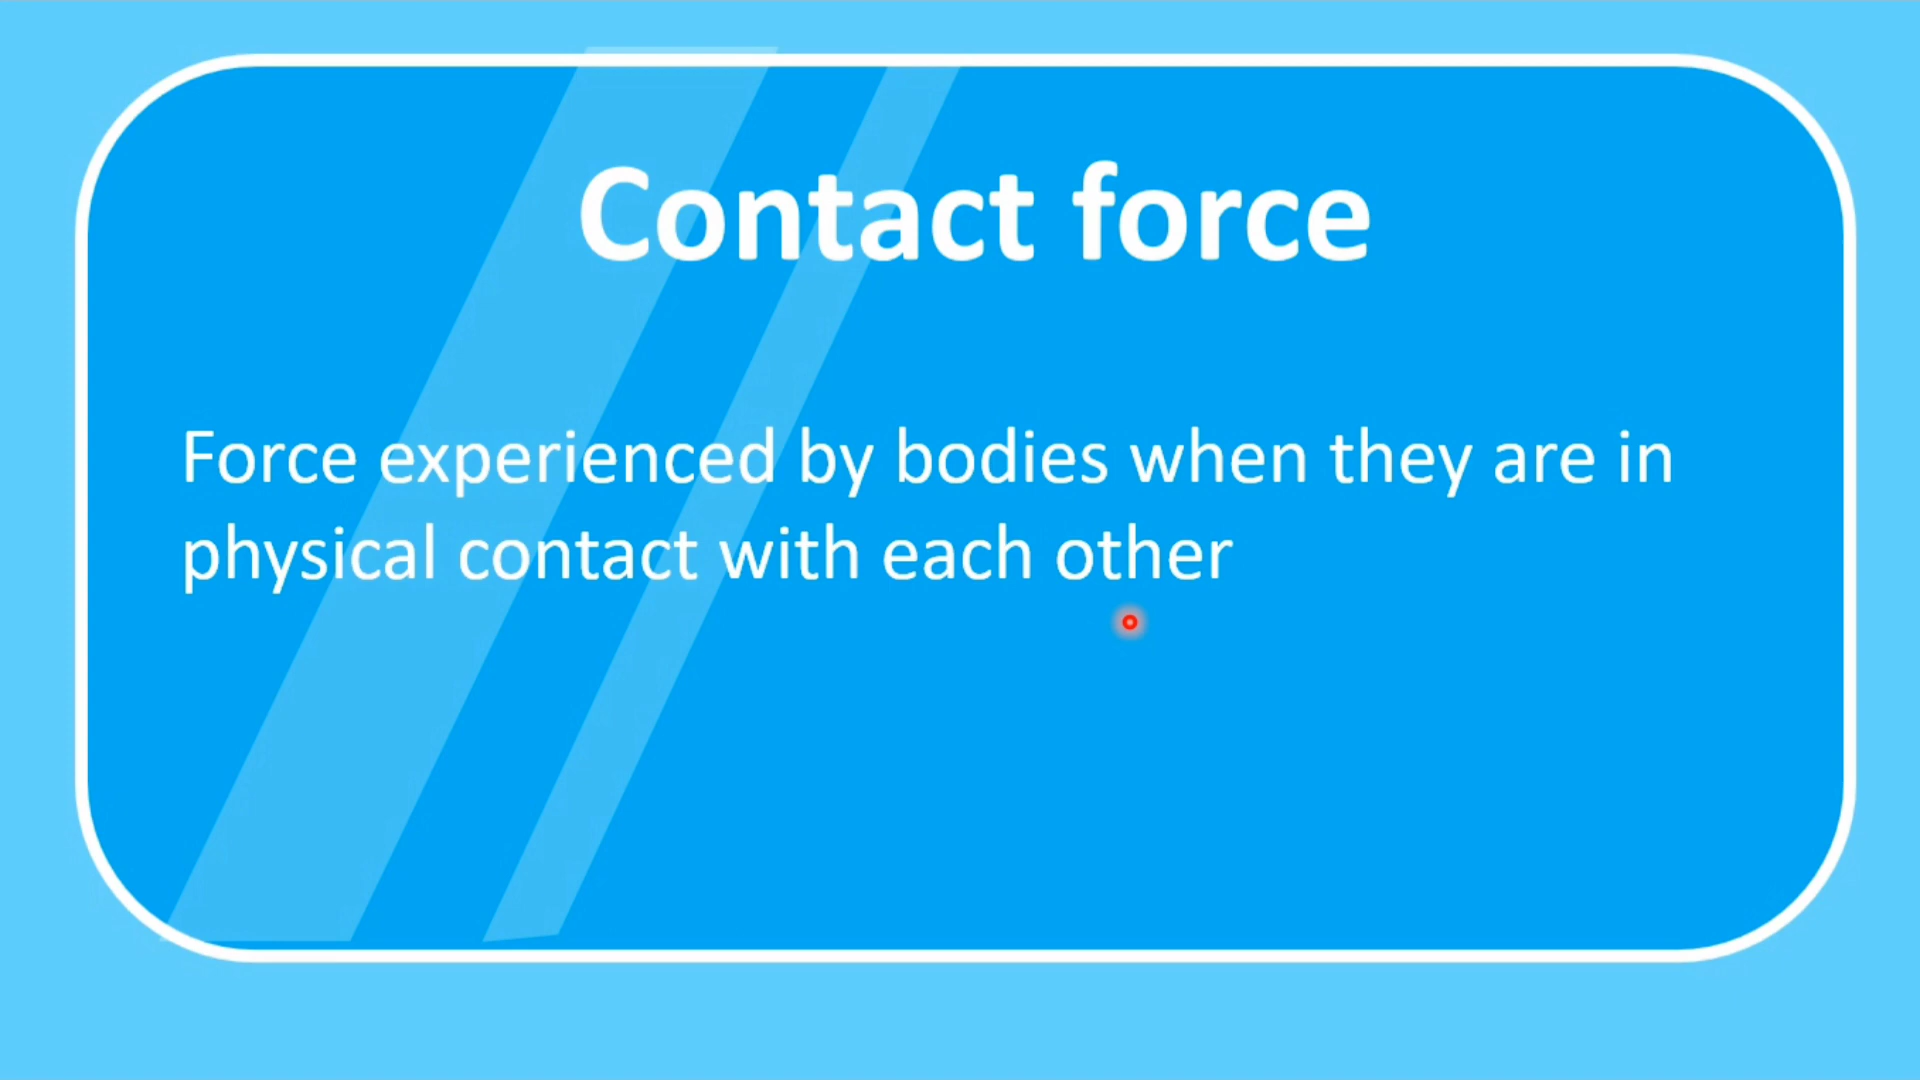 Contact force
Force experienced by bodies when they are in
physical contact with each other